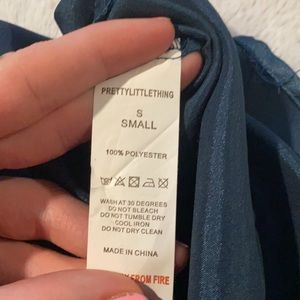 PRETTYLITTLETHING
S
SMALL
100% POLYESTER
WASH AT 30 DEGREES
DO NOT BLEACH
DO NOT TUMBLE DRY
COOL IRON
DO NOT DRY CLEAN
MADE IN CHINA
FROM FIRE